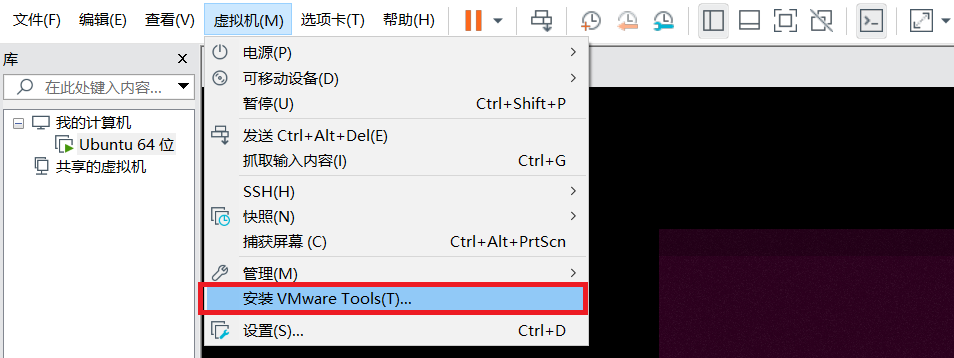 文件(F) 编辑(E) 查看(V) 虚拟机(M) 选项卡(T) 帮助(H)
库
在此处键入内容...
我的计算机
Ubuntu 64 位
共享的虚拟机
电源(P)
可移动设备(D)
暂停(U) Ctrl+Shift+P
发送 Ctrl+Alt+Del(E)
抓取输入内容(I) Ctrl+G
SSH(H)
快照(N)
捕获屏幕 (C) Ctrl+Alt+PrtScn
管理(M)
安装 VMware Tools(T)...
设置(S)... Ctrl+D